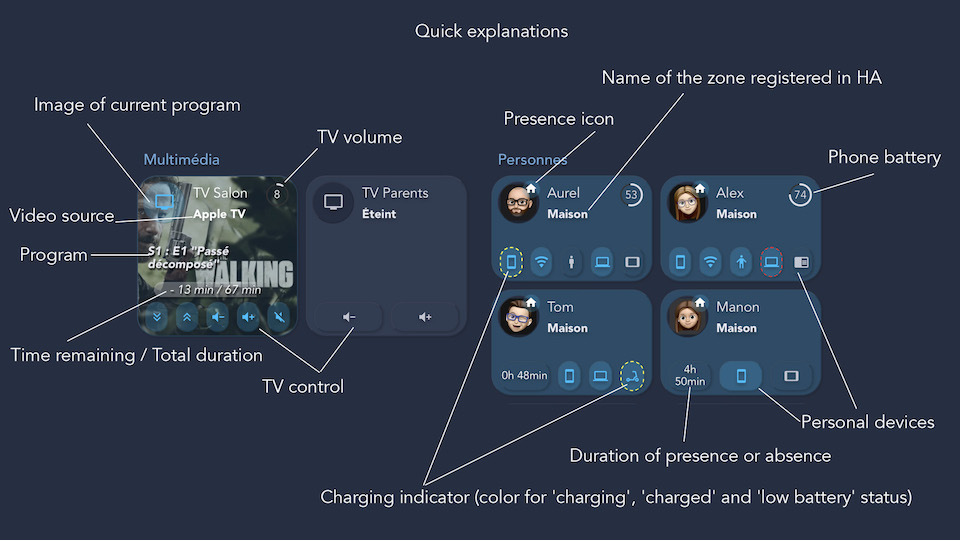 Quick explanations
Name of the zone registered in HA
Image of current program
Presence icon
TV volume
Multimédia
Personnes
Phone battery
TV Salon
8
TV Parents
Éteint
Aurel
Maison
53
Alex
Maison
74
Video source
Apple TV
Program
S1 : E1 "Passé
décomposé"
WALKING
- 13 min / 67 min
Tom
Maison
Manon
Maison
Time remaining / Total duration
TV control
0h 48min
4h
50min
Personal devices
Duration of presence or absence
Charging indicator (color for 'charging', 'charged' and 'low battery' status)